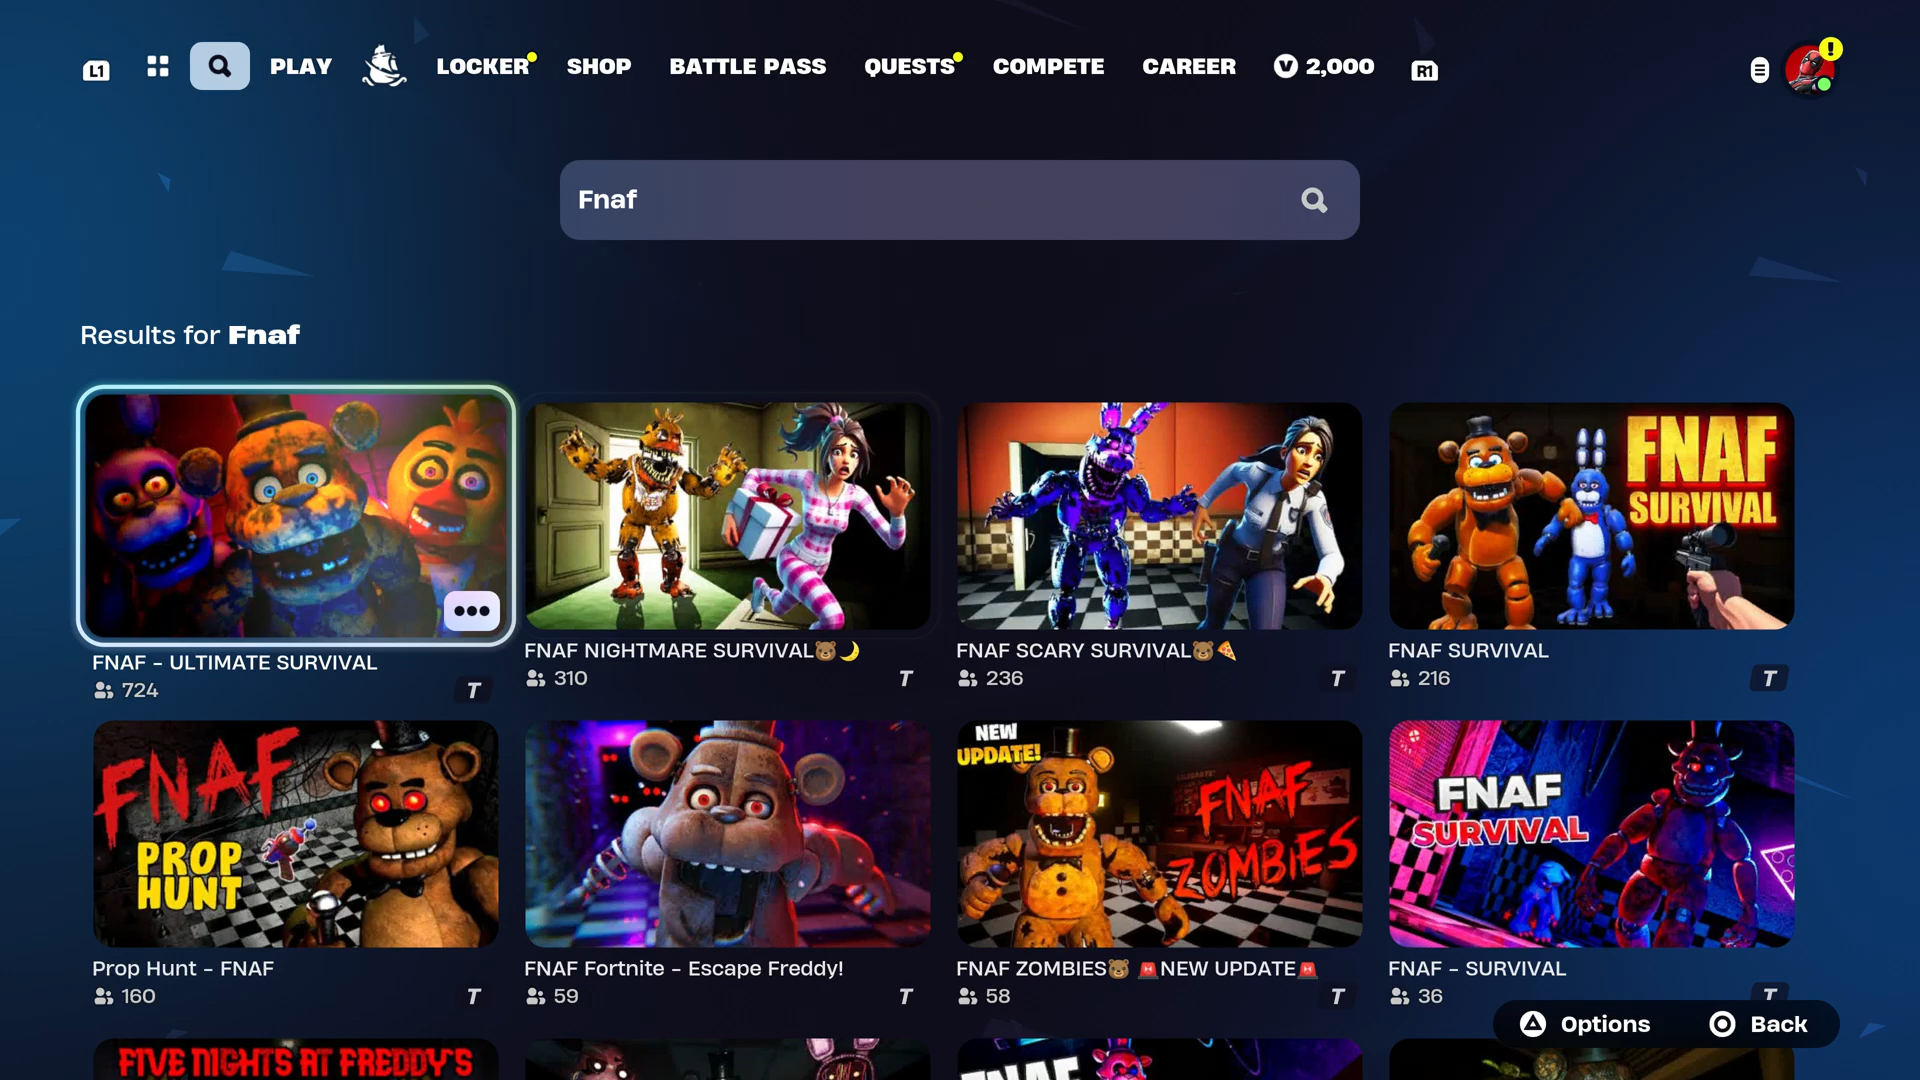 L1
PLAY
LOCKER
SHOP
BATTLE PASS
QUESTS
COMPETE
CAREER
V 2,000
R1
!
Fnaf
Results for Fnaf
FNAF
SURVIVAL
FNAF - ULTIMATE SURVIVAL
724
T
FNAF NIGHTMARE SURVIVAL🐻🌙
310
T
FNAF SCARY SURVIVAL🐻🍕
236
T
FNAF SURVIVAL
216
T
FNAF
PROP
HUNT
NEW
UPDATE!
FNAF
ZOMBIES
FNAF
SURVIVAL
Prop Hunt - FNAF
160
T
FNAF Fortnite - Escape Freddy!
59
T
FNAF ZOMBIES🐻 🚨NEW UPDATE🚨
58
T
FNAF - SURVIVAL
36
T
Options
Back
FIVE NIGHTS AT FREDDY'S
FNAF